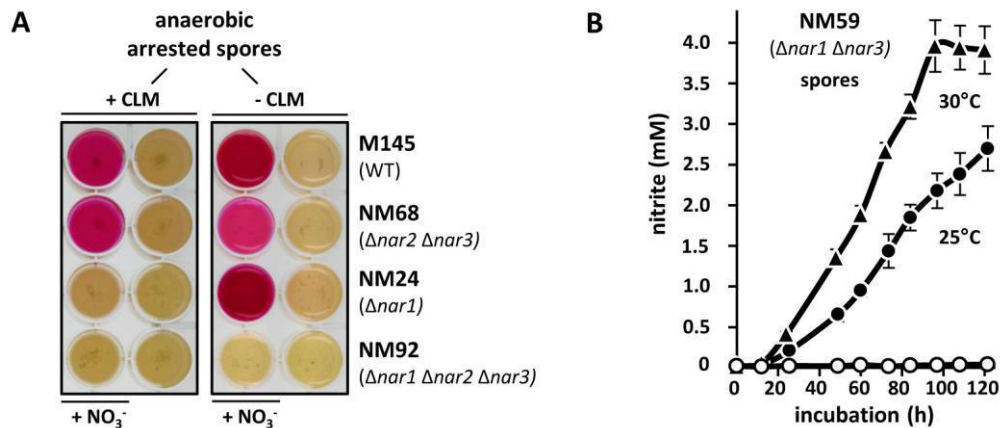 A
anaerobic
arrested spores
+ CLM
- CLM
M145
(WT)
NM68
(Δnar2 Δnar3)
NM24
(Δnar1)
NM92
(Δnar1 Δnar2 Δnar3)
+ NO₃⁻
+ NO₃⁻
B
NM59
(Δnar1 Δnar3)
spores
30°C
25°C
nitrite (mM)
4.0
3.5
3.0
2.5
2.0
1.5
1.0
0.5
0
0 20 40 60 80 100 120
incubation (h)